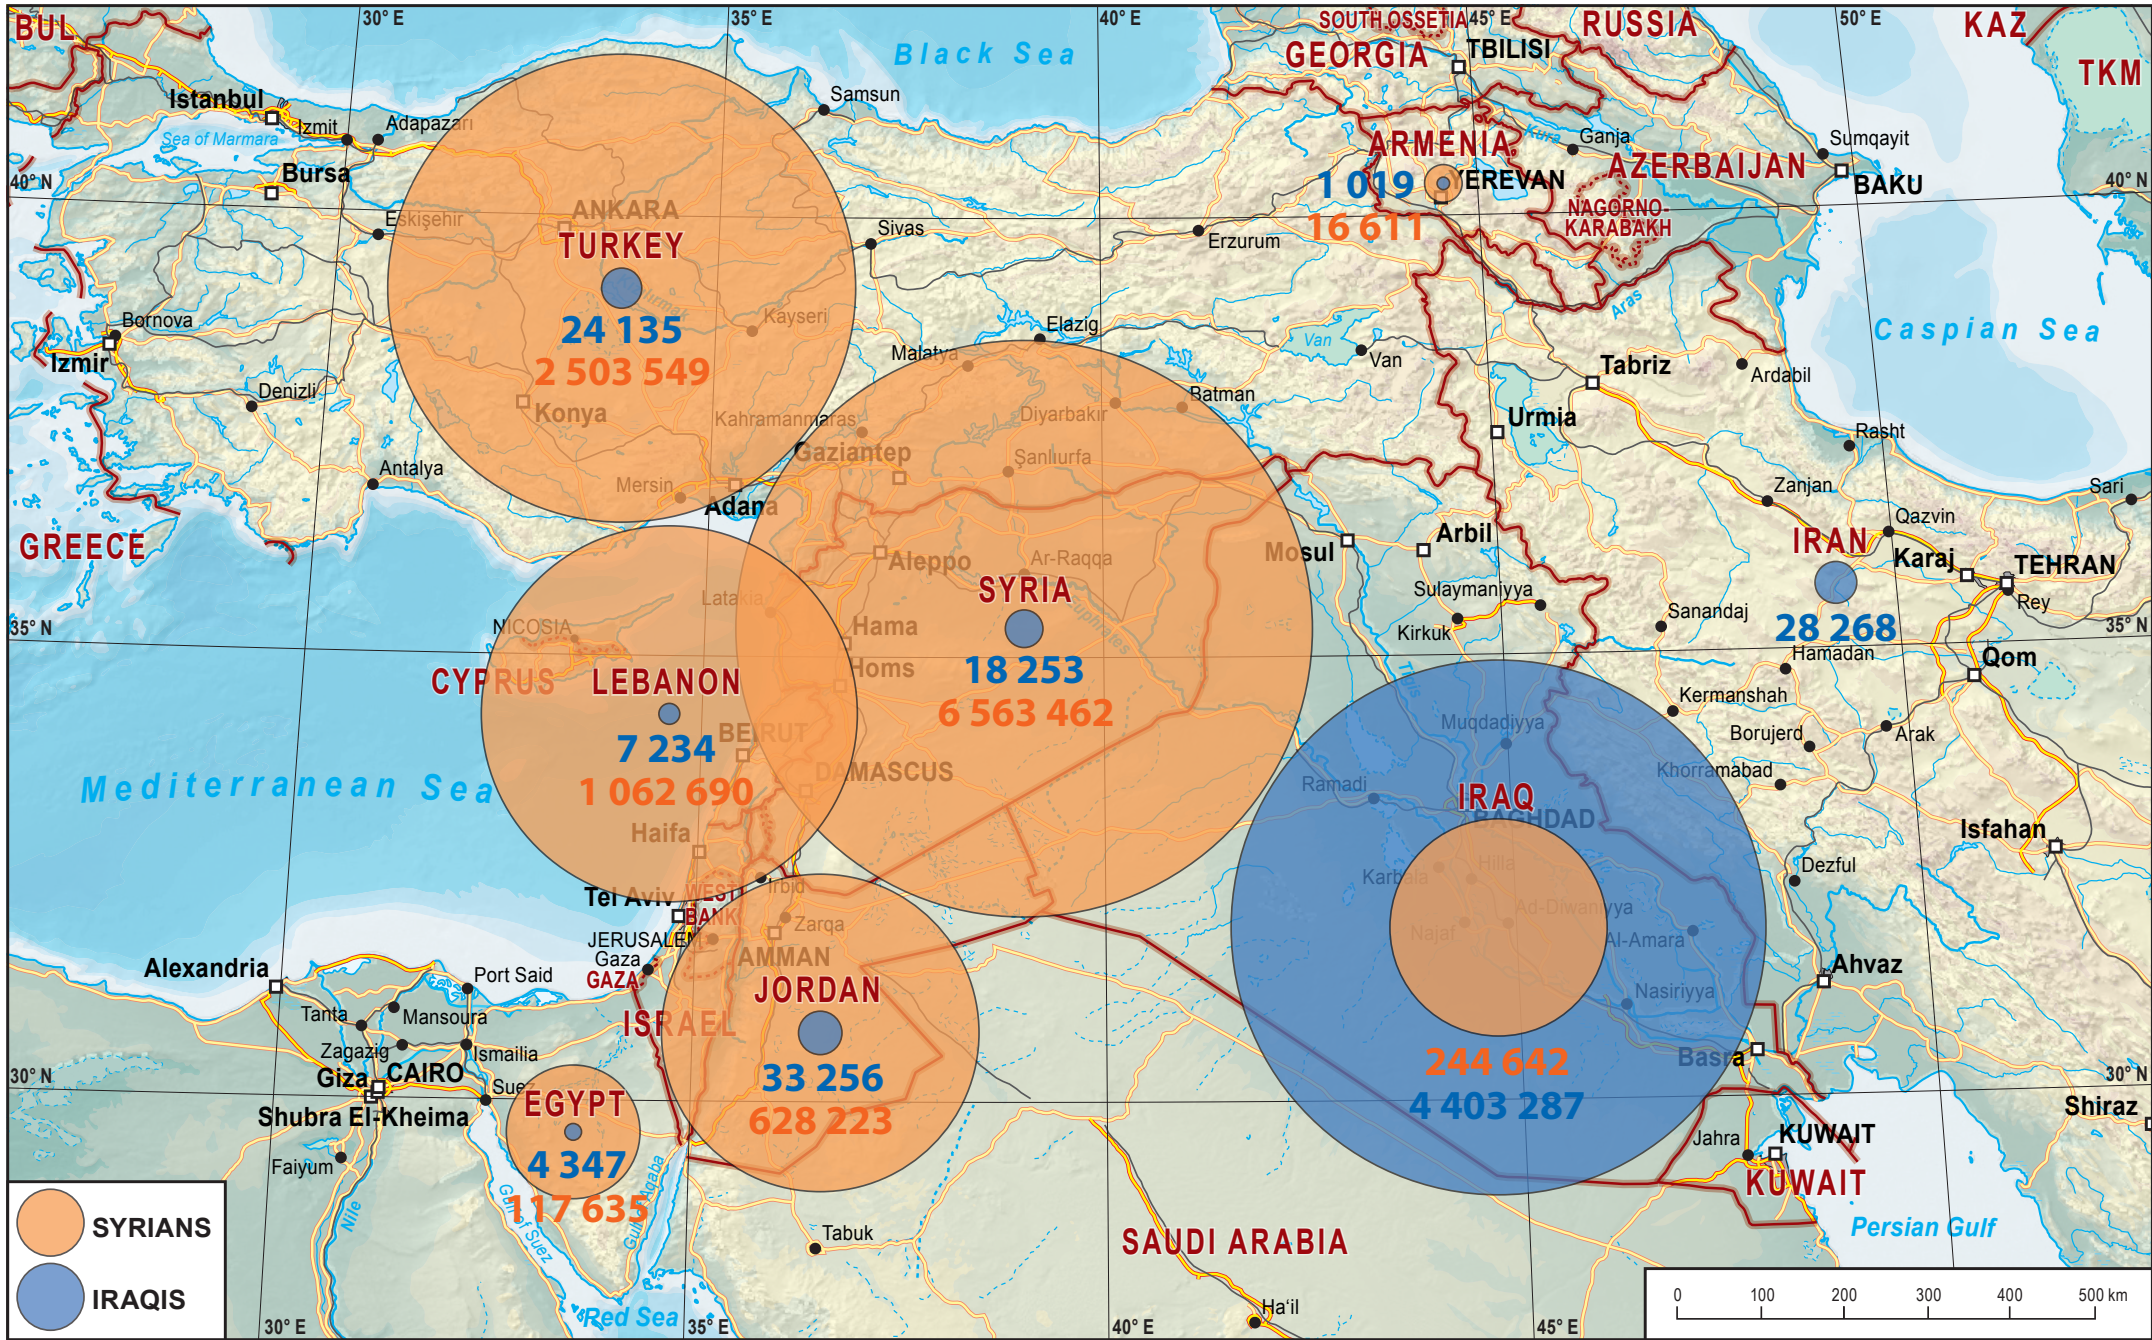 30° E
35° E
40° E
45° E
50° E
BUL
Black Sea
SOUTH OSSETIA
GEORGIA
TBILISI
RUSSIA
KAZ
TKM
Istanbul
Izmit
Adapazarı
Samsun
Sea of Marmara
Bursa
ARMENIA
Kura
Ganja
Sumqayit
AZERBAIJAN
BAKU
40° N
40° N
1 019
YEREVAN
16 611
NAGORNO-
KARABAKH
Eskişehir
ANKARA
TURKEY
Sivas
Erzurum
24 135
2 503 549
Kayseri
Bornova
Izmir
Denizli
Konya
Elazig
Malatya
Van
Van
Aras
Tabriz
Ardabil
Caspian Sea
Kahramanmaras
Diyarbakır
Batman
Urmia
Rasht
Antalya
Mersin
Adana
Gaziantep
Şanlıurfa
Zanjan
Sari
GREECE
Aleppo
Ar-Raqqa
Mosul
Arbil
Qazvin
IRAN
Karaj
TEHRAN
Rey
SYRIA
Latakia
Euphrates
Sulaymaniyya
Kirkuk
Sanandaj
28 268
35° N
35° N
NICOSIA
CYPRUS
LEBANON
Hama
Homs
18 253
6 563 462
Tigris
Hamadan
Qom
Kermanshah
7 234
1 062 690
BEIRUT
DAMASCUS
Muqdadiyya
Borujerd
Arak
Mediterranean Sea
Ramadi
IRAQ
BAGHDAD
Khorramabad
Haifa
Isfahan
Karbala
Hilla
Dezful
Tel Aviv
WEST
BANK
Irbid
Zarqa
Ad-Diwaniyya
Najaf
Al-Amara
JERUSALEM
AMMAN
Gaza
GAZA
JORDAN
Alexandria
Port Said
Ahvaz
Nasiriyya
Tanta
Mansoura
ISRAEL
Zagazig
Ismailia
Basra
30° N
30° N
Giza
CAIRO
Suez
33 256
628 223
244 642
4 403 287
Shubra El-Kheima
EGYPT
Shiraz
Jahra
KUWAIT
KUWAIT
Faiyum
4 347
117 635
Nile
Gulf of Suez
Gulf of Aqaba
SYRIANS
IRAQIS
Tabuk
SAUDI ARABIA
Persian Gulf
Red Sea
Ha'il
0 100 200 300 400 500 km
30° E
35° E
40° E
45° E